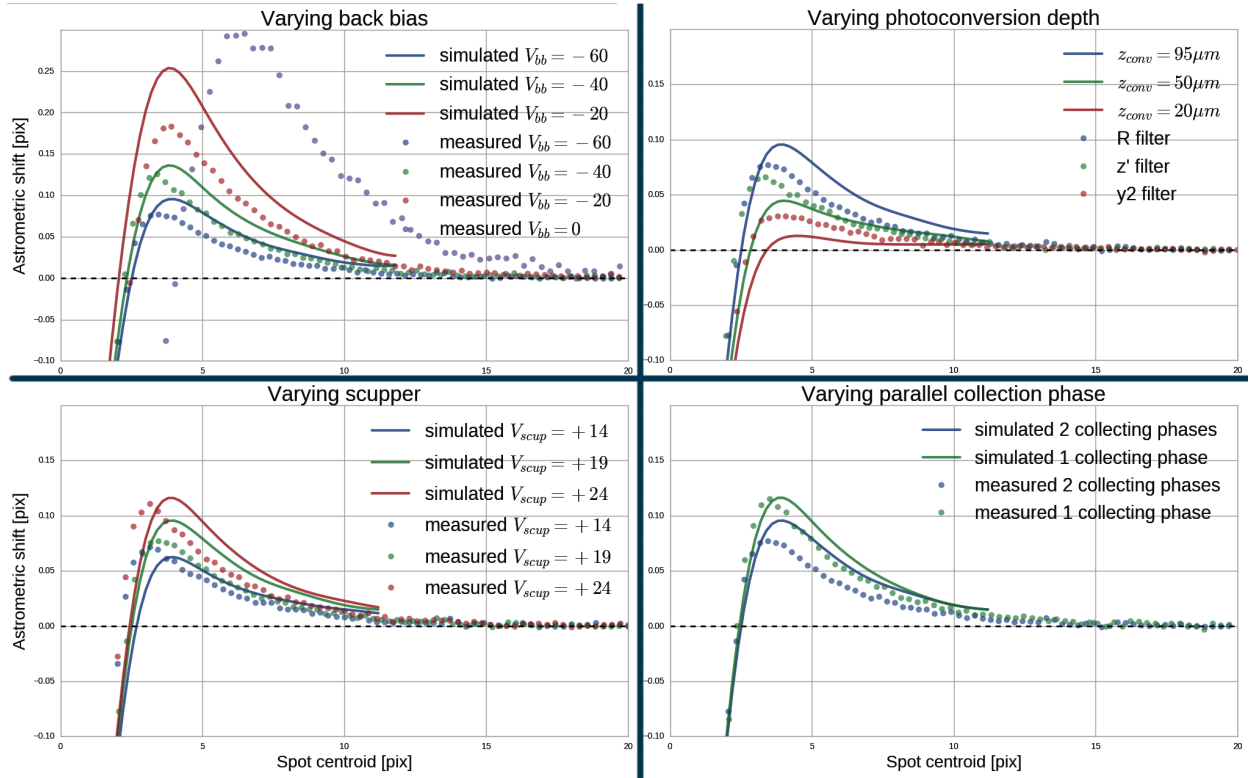 Varying back bias
Astrometric shift [pix]
0.25
0.20
0.15
0.10
0.05
0.00
−0.05
−0.10
0
5
10
15
20
simulated V_bb = − 60
simulated V_bb = − 40
simulated V_bb = − 20
measured V_bb = − 60
measured V_bb = − 40
measured V_bb = − 20
measured V_bb = 0
Varying photoconversion depth
0.15
0.10
0.05
0.00
−0.05
−0.10
0
5
10
15
20
z_conv = 95μm
z_conv = 50μm
z_conv = 20μm
R filter
z' filter
y2 filter
Varying scupper
Astrometric shift [pix]
0.15
0.10
0.05
0.00
−0.05
−0.10
0
5
10
15
20
Spot centroid [pix]
simulated V_scup = + 14
simulated V_scup = + 19
simulated V_scup = + 24
measured V_scup = + 14
measured V_scup = + 19
measured V_scup = + 24
Varying parallel collection phase
0.15
0.10
0.05
0.00
−0.05
−0.10
0
5
10
15
20
Spot centroid [pix]
simulated 2 collecting phases
simulated 1 collecting phase
measured 2 collecting phases
measured 1 collecting phase